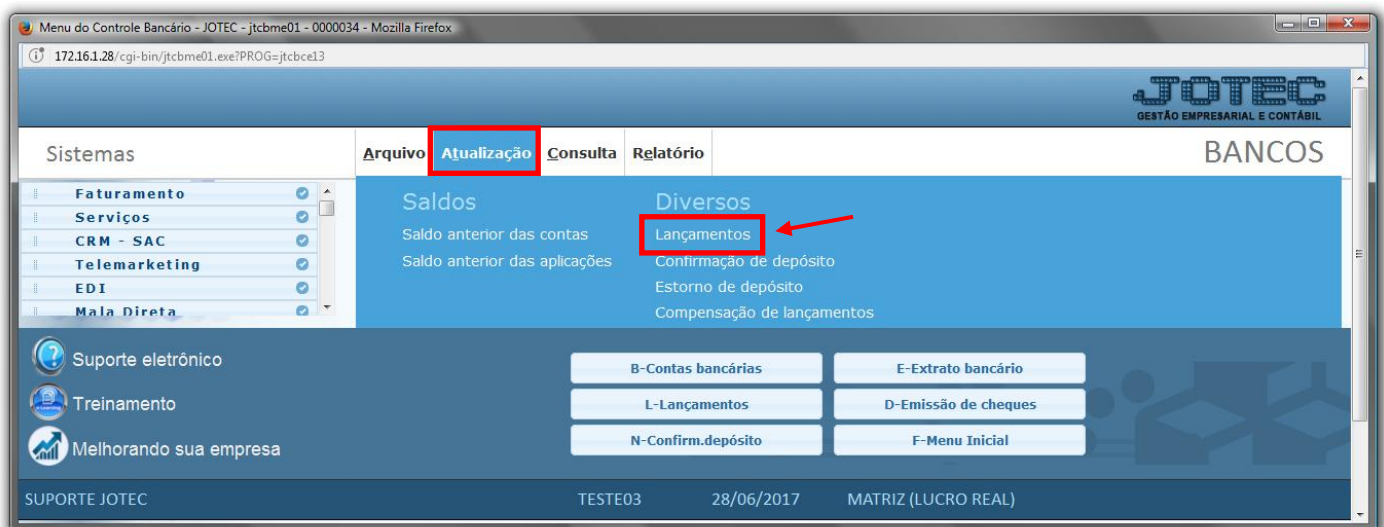 Menu do Controle Bancário - JOTEC - jtcbme01 - 0000034 - Mozilla Firefox
172.16.1.28/cgi-bin/jtcbme01.exe?PROG=jtcbce13
JOTEC
GESTÃO EMPRESARIAL E CONTÁBIL
Sistemas
Arquivo Atualização Consulta Relatório
BANCOS
Faturamento
Serviços
CRM - SAC
Telemarketing
EDI
Mala Direta
Saldos
Saldo anterior das contas
Saldo anterior das aplicações
Diversos
Lançamentos
Confirmação de depósito
Estorno de depósito
Compensação de lançamentos
Suporte eletrônico
Treinamento
Melhorando sua empresa
B-Contas bancárias
E-Extrato bancário
L-Lançamentos
D-Emissão de cheques
N-Confirm.depósito
F-Menu Inicial
SUPORTE JOTEC TESTE03 28/06/2017 MATRIZ (LUCRO REAL)